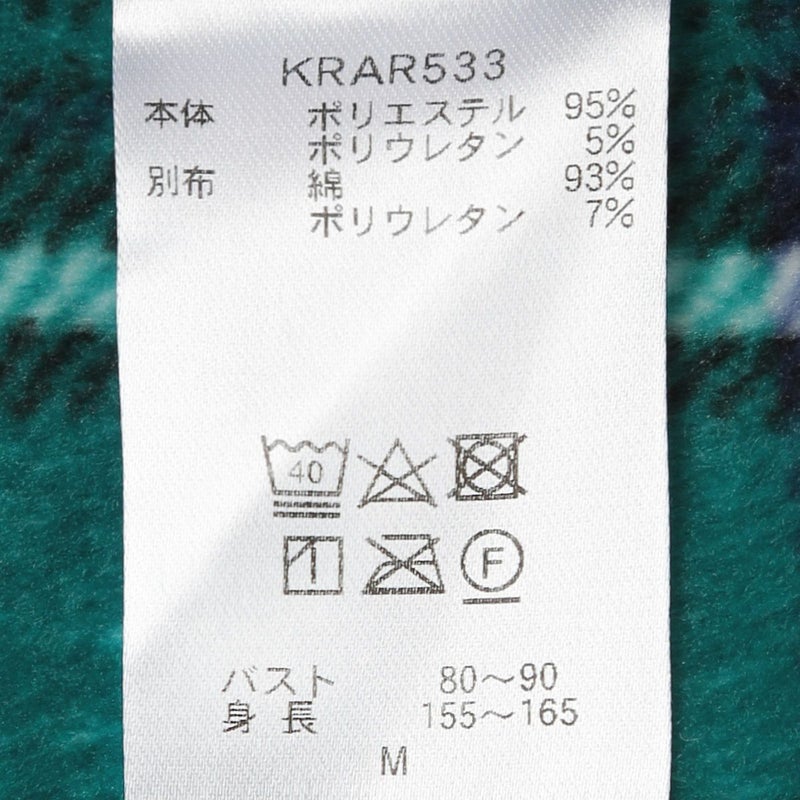 KRAR533
本体 ポリエステル 95%
ポリウレタン 5%
別布 綿 93%
ポリウレタン 7%
40
F
バスト 80～90
身長 155～165
M